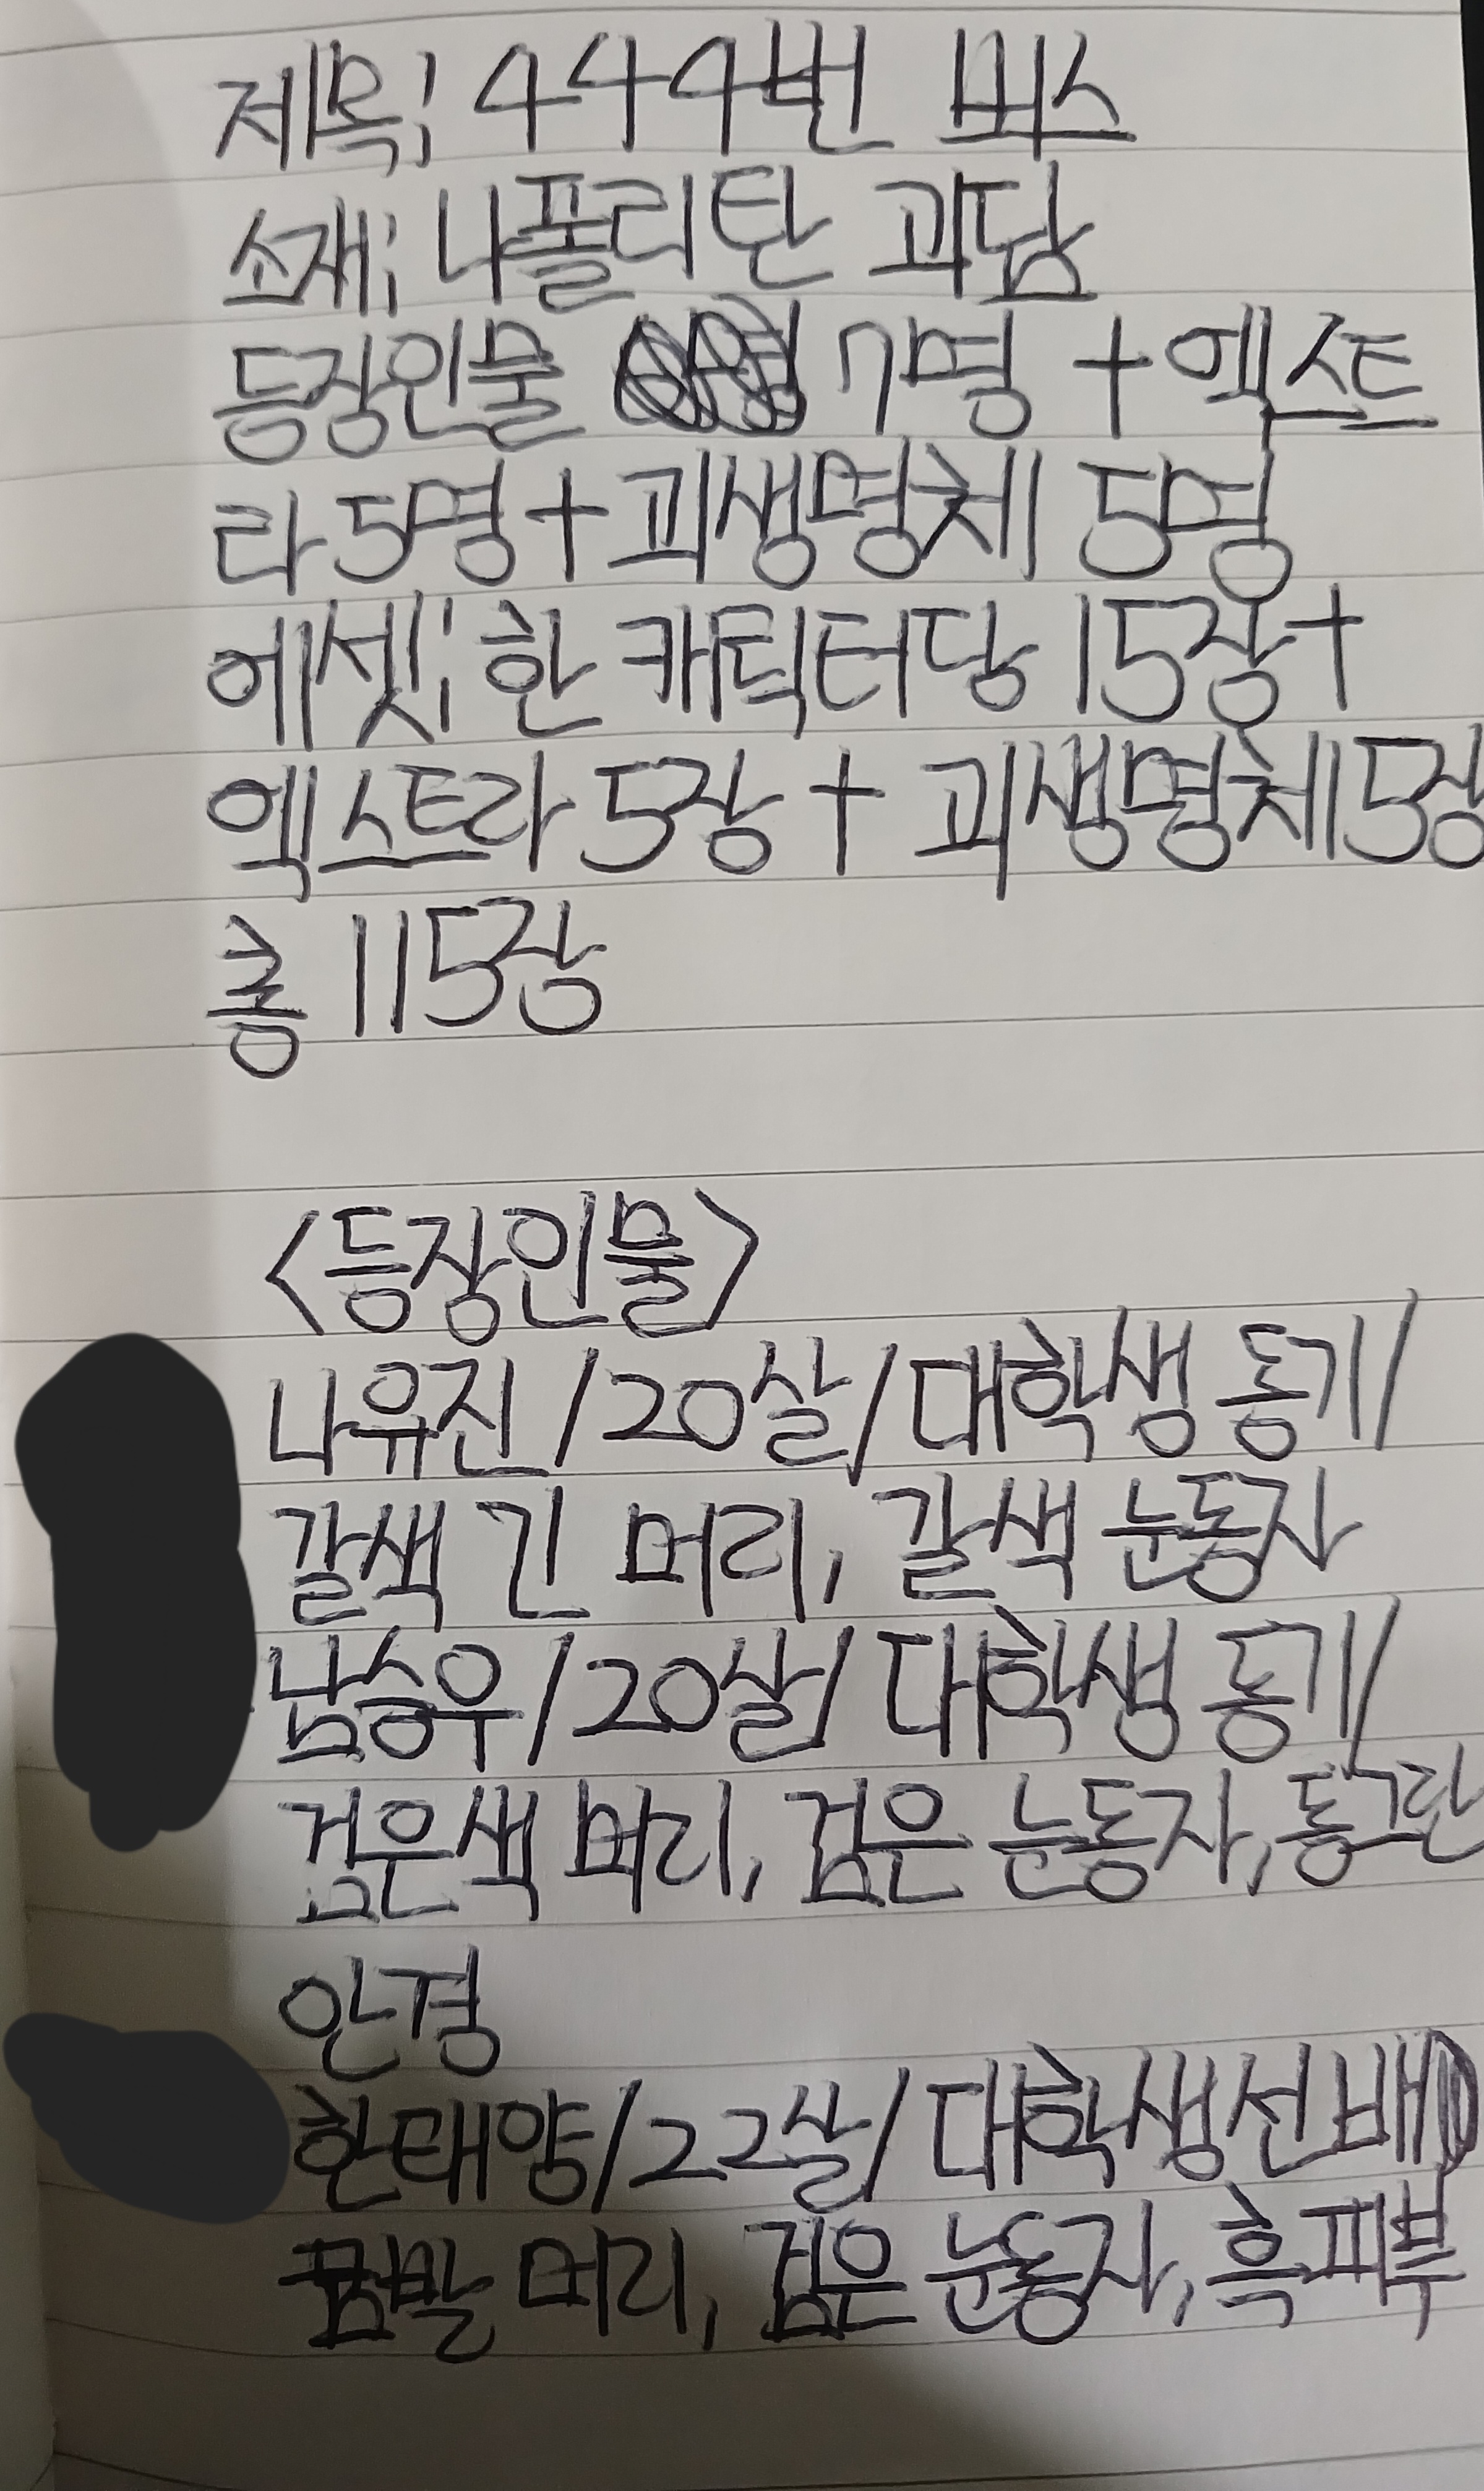 제목; 444번 버스
소재; 나폴리탄 괴담
등장인물 7명 + 엑스트
라 5명 + 괴생명체 5명
에셋; 한 캐릭터당 15장 +
엑스트라 5장 + 괴생명체 5장
총 115장
<등장인물>
나유진/20살/대학생 동기/
갈색 긴 머리, 갈색 눈동자
남승우/20살/대학생 동기/
검은색 머리, 검은 눈동자, 동그란
안경
한태양/22살/대학생 선배
머리, 검은 눈동자, 흑피부